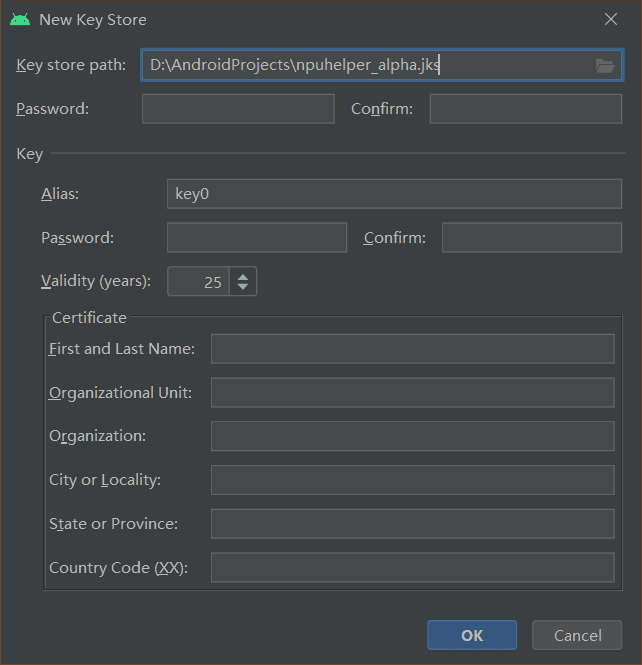 New Key Store
Key store path: D:\AndroidProjects\npuhelper_alpha.jks
Password: Confirm:
Key
Alias: key0
Password: Confirm:
Validity (years): 25
Certificate
First and Last Name:
Organizational Unit:
Organization:
City or Locality:
State or Province:
Country Code (XX):
OK Cancel